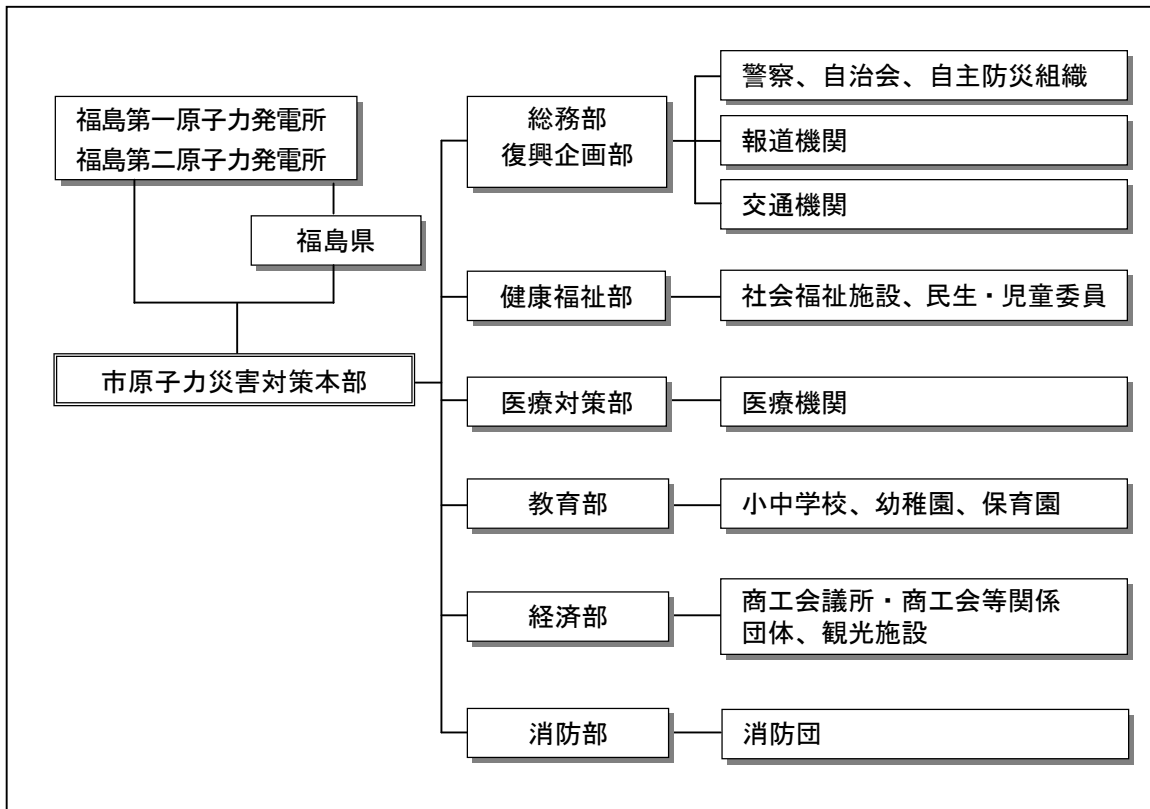 福島第一原子力発電所
福島第二原子力発電所
福島県
市原子力災害対策本部
総務部
復興企画部
警察、自治会、自主防災組織
報道機関
交通機関
健康福祉部
社会福祉施設、民生・児童委員
医療対策部
医療機関
教育部
小中学校、幼稚園、保育園
経済部
商工会議所・商工会等関係
団体、観光施設
消防部
消防団